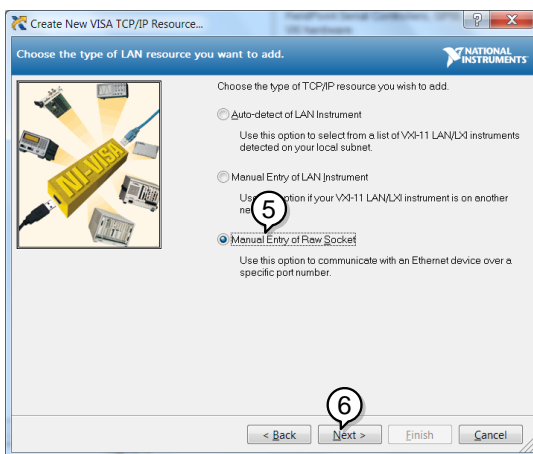 Create New VISA TCP/IP Resource...
?
X
Choose the type of LAN resource you want to add.
NATIONAL
INSTRUMENTS
NI-VISA
Choose the type of TCP/IP resource you wish to add.
Auto-detect of LAN Instrument
Use this option to select from a list of VXI-11 LAN/LXI instruments
detected on your local subnet.
Manual Entry of LAN Instrument
option if your VXI-11 LAN/LXI instrument is on another
5
Manual Entry of Raw Socket
Use this option to communicate with an Ethernet device over a
specific port number.
6
< Back
Next >
Finish
Cancel